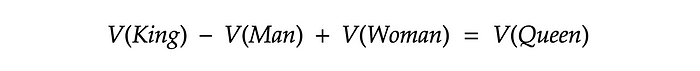 V(King) − V(Man) + V(Woman) = V(Queen)